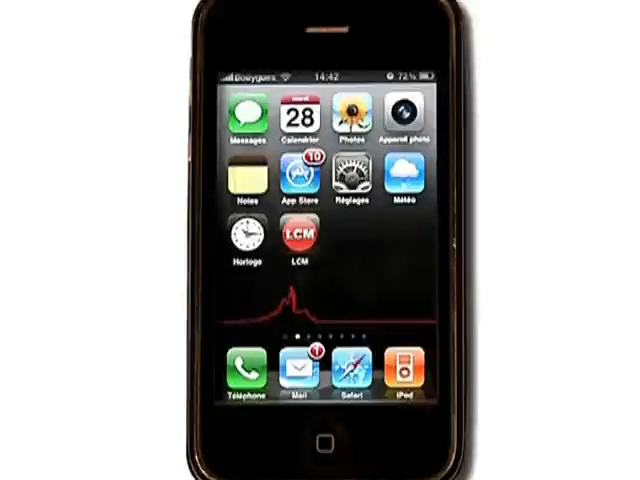 Bouygues 14:42 72 %
mardi
28
Messages Calendrier Photos Appareil photo
10
Notes App Store Réglages Météo
LCM
Horloge LCM
1
Téléphone Mail Safari iPod